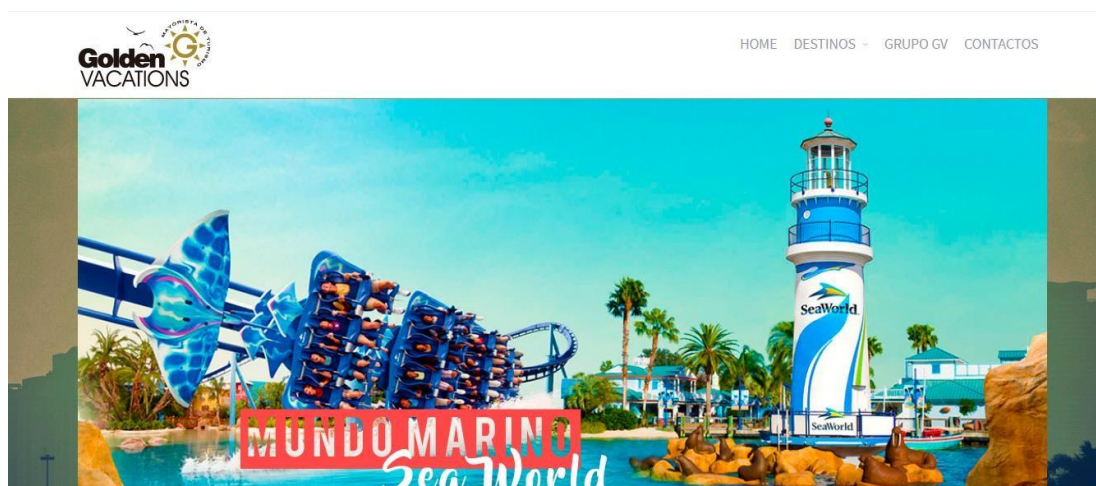 MAYORISTA DE TURISMO
G
Golden
VACATIONS
HOME DESTINOS GRUPO GV CONTACTOS
SeaWorld
SeaWorld
MUNDO MARINO
Sea World